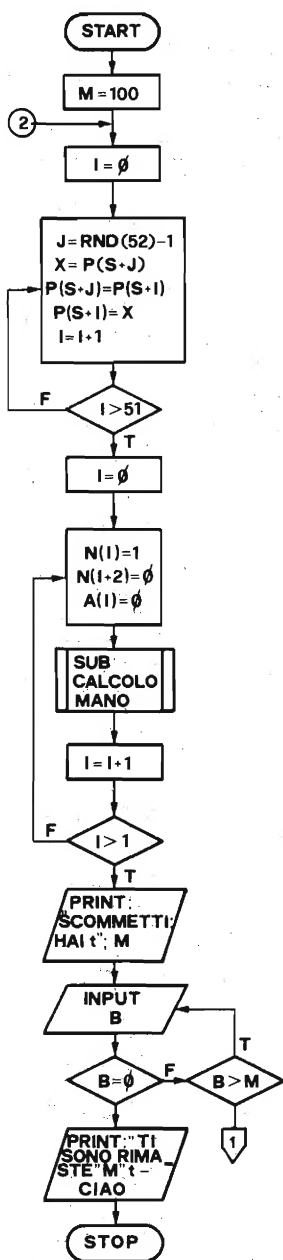 START
M=100
2
I=Ø
J=RND(52)-1
X=P(S+J)
P(S+J)=P(S+I)
P(S+I)=X
I=I+1
F
I>51
T
I=Ø
N(I)=1
N(I+2)=Ø
A(I)=Ø
SUB
CALCOLO
MANO
I=I+1
F
I>1
T
PRINT:
"SCOMMETTI;
HAI t"; M
INPUT
B
T
B=Ø
F
B>M
1
PRINT:"TI
SONO RIMA_
STE"M"t-
CIAO
STOP